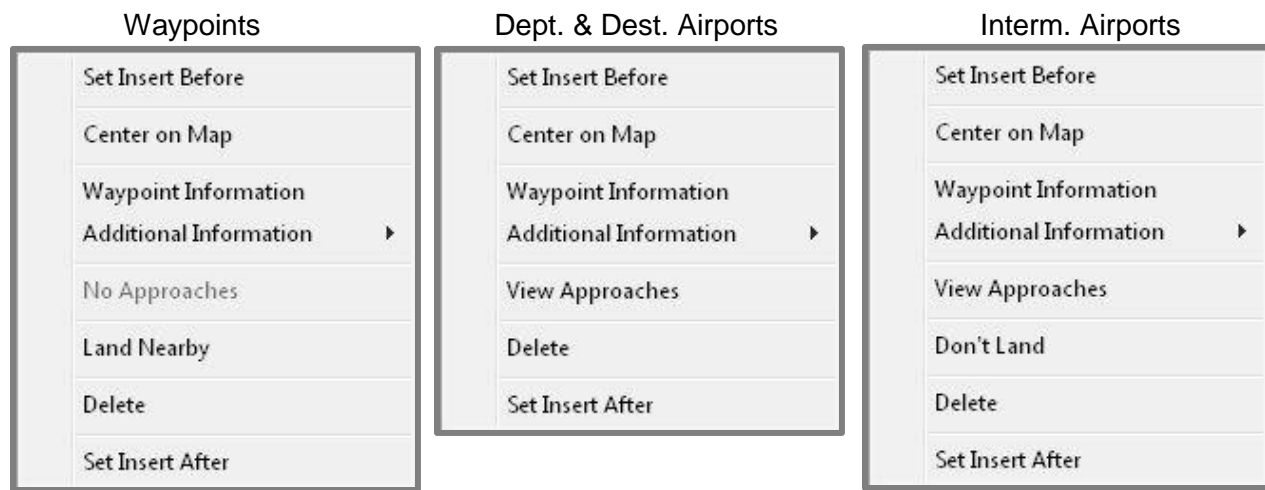 Waypoints
Set Insert Before
Center on Map
Waypoint Information
Additional Information
No Approaches
Land Nearby
Delete
Set Insert After
Dept. & Dest. Airports
Set Insert Before
Center on Map
Waypoint Information
Additional Information
View Approaches
Delete
Set Insert After
Interm. Airports
Set Insert Before
Center on Map
Waypoint Information
Additional Information
View Approaches
Don't Land
Delete
Set Insert After